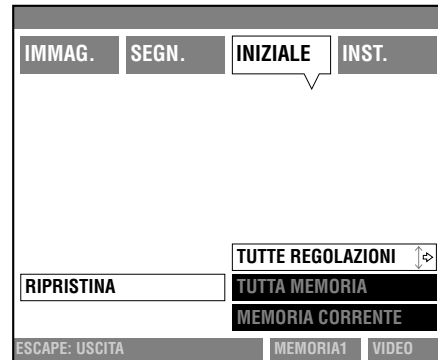 IMMAG. SEGN. INIZIALE INST.
TUTTE REGOLAZIONI
RIPRISTINA TUTTA MEMORIA
MEMORIA CORRENTE
ESCAPE: USCITA MEMORIA1 VIDEO